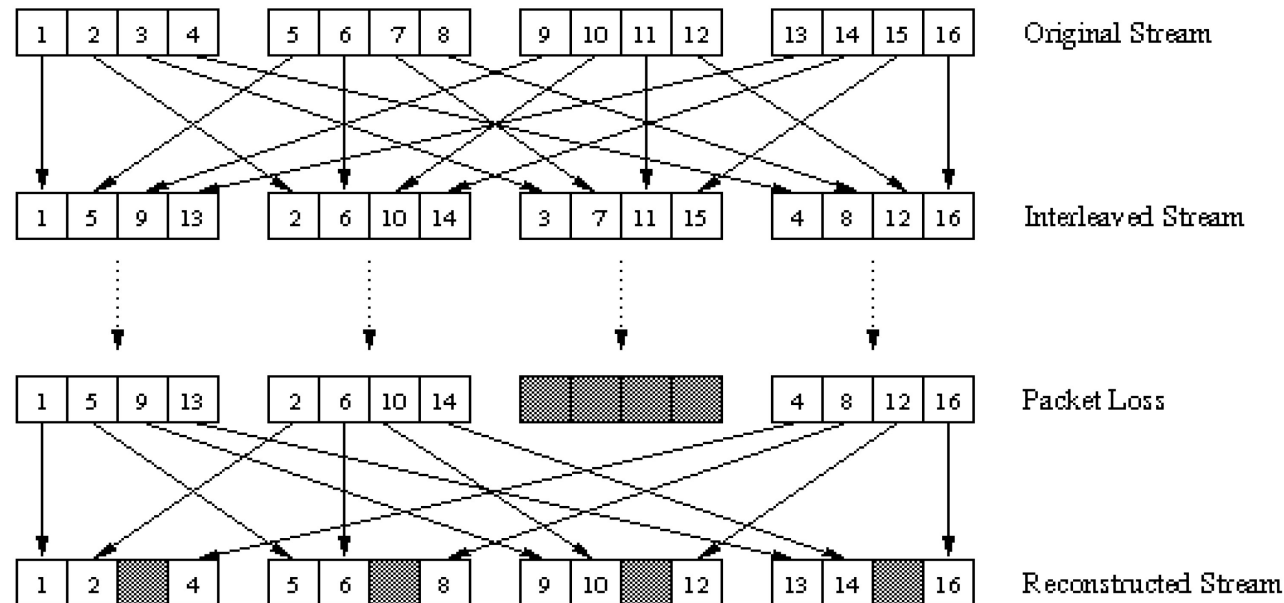 1 2 3 4 5 6 7 8 9 10 11 12 13 14 15 16 Original Stream
1 5 9 13 2 6 10 14 3 7 11 15 4 8 12 16 Interleaved Stream
1 5 9 13 2 6 10 14 4 8 12 16 Packet Loss
1 2 4 5 6 8 9 10 12 13 14 16 Reconstructed Stream